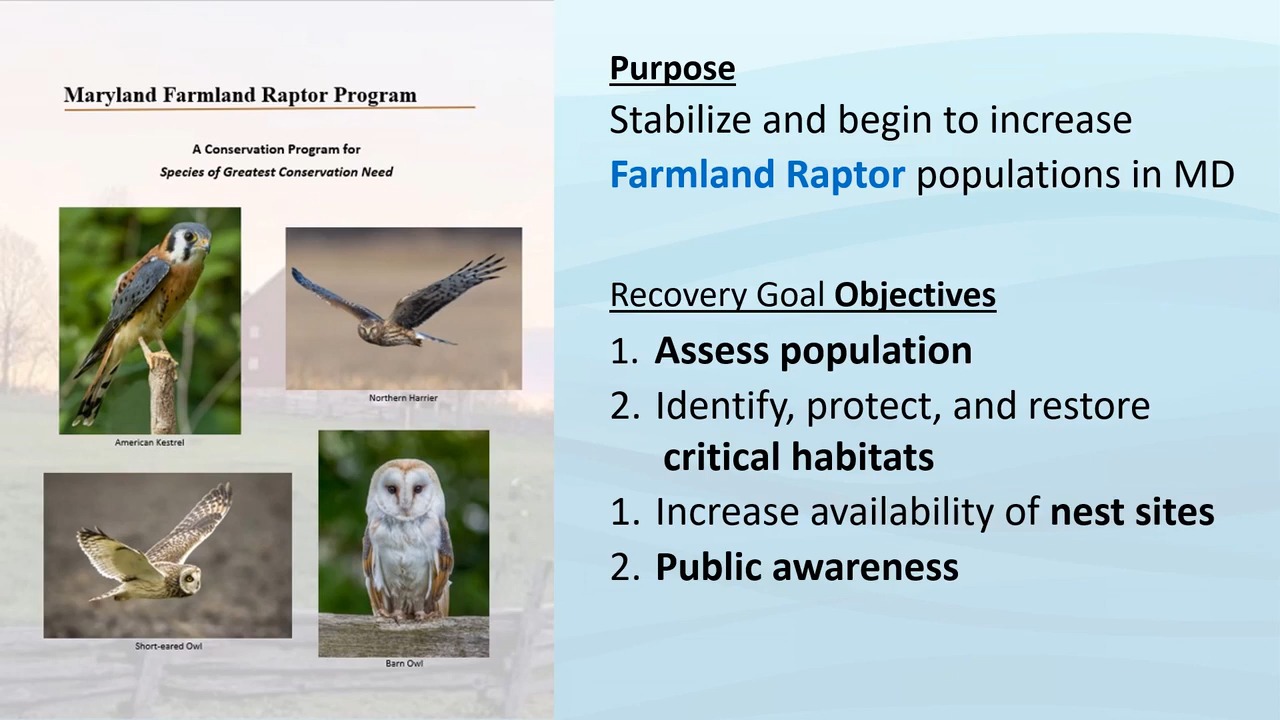 Maryland Farmland Raptor Program
A Conservation Program for
Species of Greatest Conservation Need
American Kestrel
Northern Harrier
Short-eared Owl
Barn Owl
Purpose
Stabilize and begin to increase
Farmland Raptor populations in MD
Recovery Goal Objectives
1. Assess population
2. Identify, protect, and restore
critical habitats
1. Increase availability of nest sites
2. Public awareness